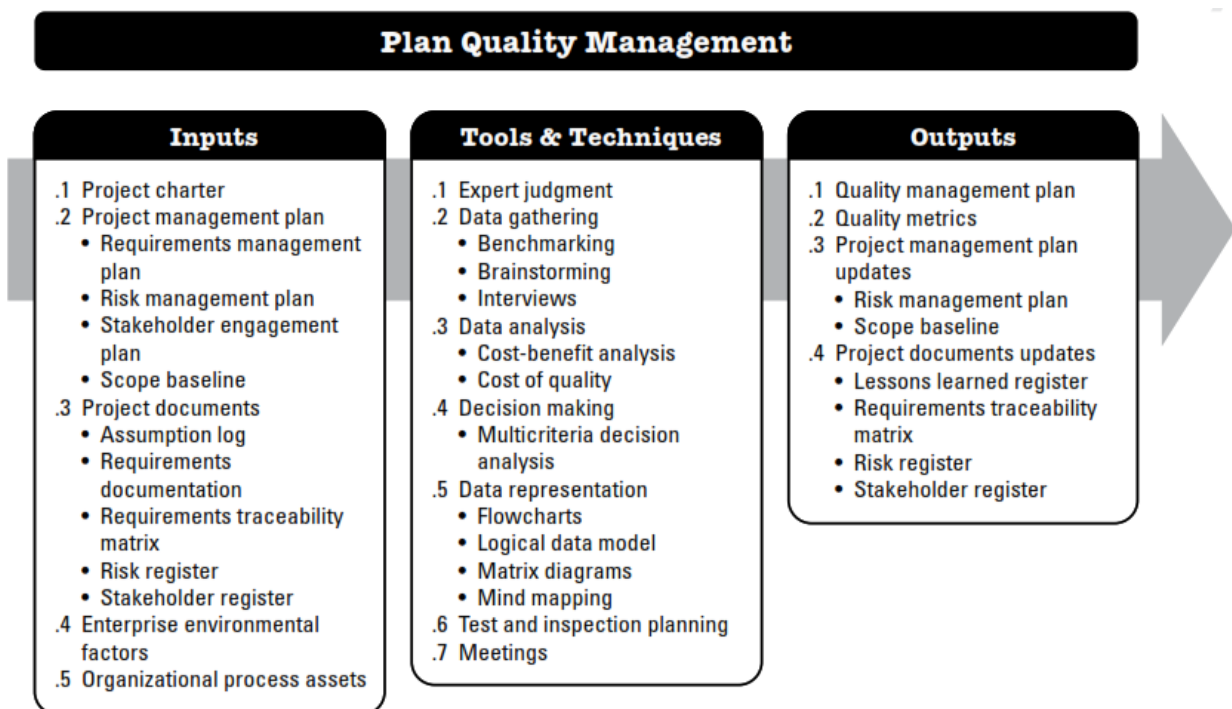 Plan Quality Management
Inputs
.1 Project charter
.2 Project management plan
• Requirements management
plan
• Risk management plan
• Stakeholder engagement
plan
• Scope baseline
.3 Project documents
• Assumption log
• Requirements
documentation
• Requirements traceability
matrix
• Risk register
• Stakeholder register
.4 Enterprise environmental
factors
.5 Organizational process assets
Tools & Techniques
.1 Expert judgment
.2 Data gathering
• Benchmarking
• Brainstorming
• Interviews
.3 Data analysis
• Cost-benefit analysis
• Cost of quality
.4 Decision making
• Multicriteria decision
analysis
.5 Data representation
• Flowcharts
• Logical data model
• Matrix diagrams
• Mind mapping
.6 Test and inspection planning
.7 Meetings
Outputs
.1 Quality management plan
.2 Quality metrics
.3 Project management plan
updates
• Risk management plan
• Scope baseline
.4 Project documents updates
• Lessons learned register
• Requirements traceability
matrix
• Risk register
• Stakeholder register